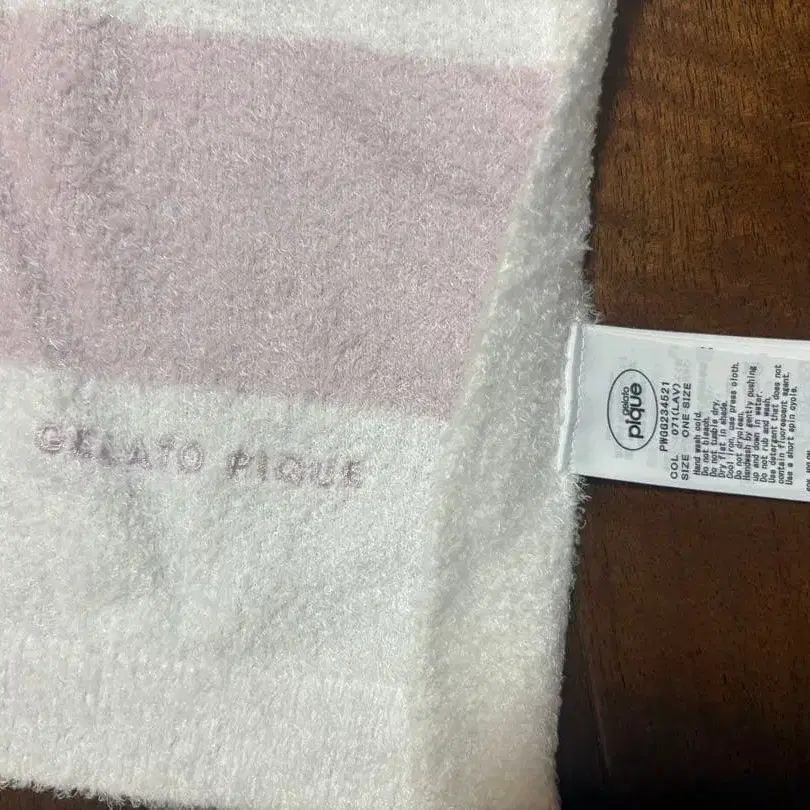 GELATO PIQUE
gelato
pique
PWGG234521
COL 071(LAV)
SIZE ONE SIZE
Hand wash cold.
Do not bleach.
Do not tumble dry.
Dry flat in shade.
Cool iron, use press cloth.
Do not dryclean.
Handwash by gently pushing
up and down in water.
Do not rub and wash.
Use detergent that does not
contain fluorescent agent.
Use a short spin cycle.